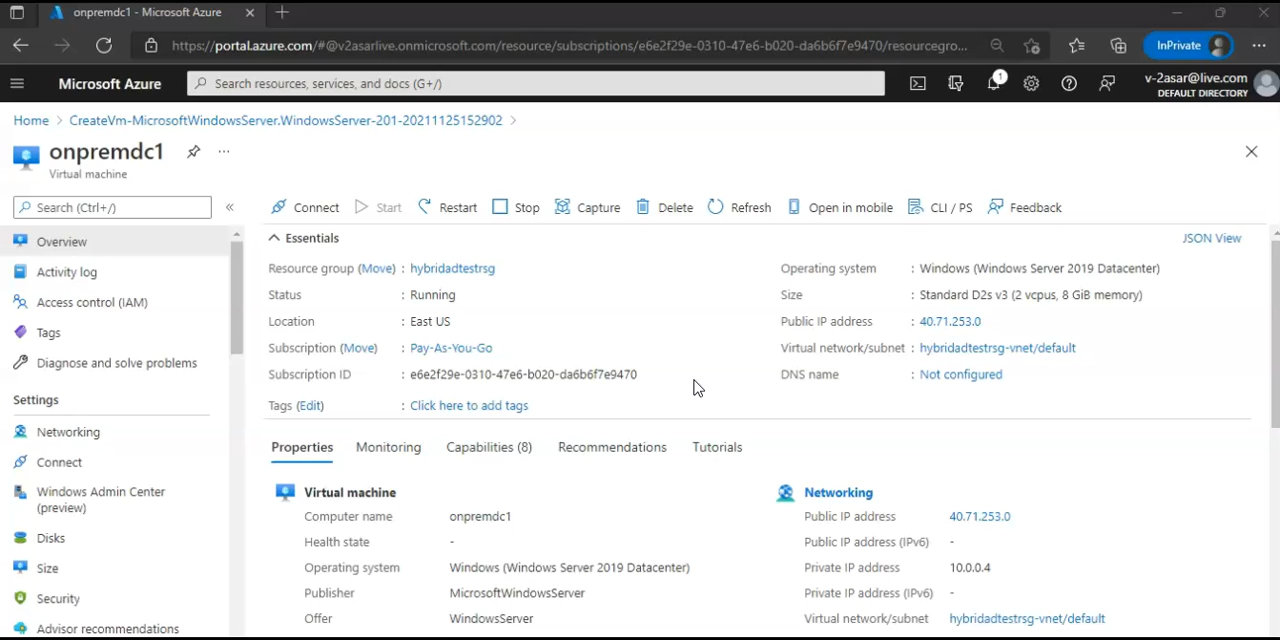 onpremdc1 - Microsoft Azure
https://portal.azure.com/#@v2asarlive.onmicrosoft.com/resource/subscriptions/e6e2f29e-0310-47e6-b020-da6b6f7e9470/resourcegro...
InPrivate
Microsoft Azure
Search resources, services, and docs (G+/)
1
v-2asar@live.com
DEFAULT DIRECTORY
Home > CreateVm-MicrosoftWindowsServer.WindowsServer-201-20211125152902 >
onpremdc1
Virtual machine
Search (Ctrl+/)
Connect Start Restart Stop Capture Delete Refresh Open in mobile CLI / PS Feedback
Overview
Activity log
Access control (IAM)
Tags
Diagnose and solve problems
Settings
Networking
Connect
Windows Admin Center
(preview)
Disks
Size
Security
Advisor recommendations
Essentials
JSON View
Resource group (Move) : hybridadtestrsg
Status : Running
Location : East US
Subscription (Move) : Pay-As-You-Go
Subscription ID : e6e2f29e-0310-47e6-b020-da6b6f7e9470
Tags (Edit) : Click here to add tags
Operating system : Windows (Windows Server 2019 Datacenter)
Size : Standard D2s v3 (2 vcpus, 8 GiB memory)
Public IP address : 40.71.253.0
Virtual network/subnet : hybridadtestrsg-vnet/default
DNS name : Not configured
Properties Monitoring Capabilities (8) Recommendations Tutorials
Virtual machine
Computer name onpremdc1
Health state -
Operating system Windows (Windows Server 2019 Datacenter)
Publisher MicrosoftWindowsServer
Offer WindowsServer
Networking
Public IP address 40.71.253.0
Public IP address (IPv6) -
Private IP address 10.0.0.4
Private IP address (IPv6) -
Virtual network/subnet hybridadtestrsg-vnet/default